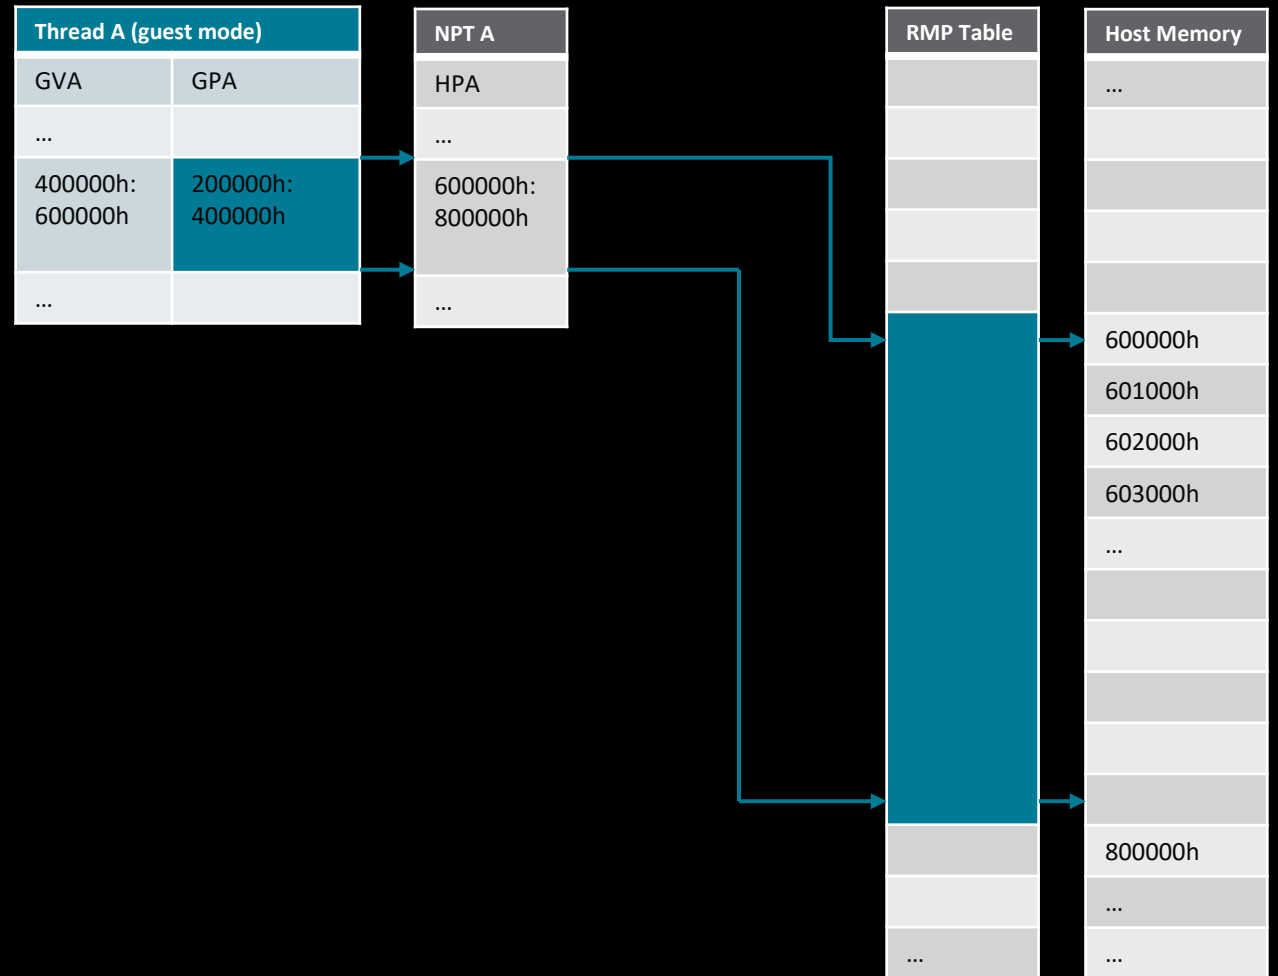 Thread A (guest mode)
GVA
GPA
...
400000h:
600000h
200000h:
400000h
...
NPT A
HPA
...
600000h:
800000h
...
RMP Table
...
Host Memory
...
600000h
601000h
602000h
603000h
...
800000h
...
...